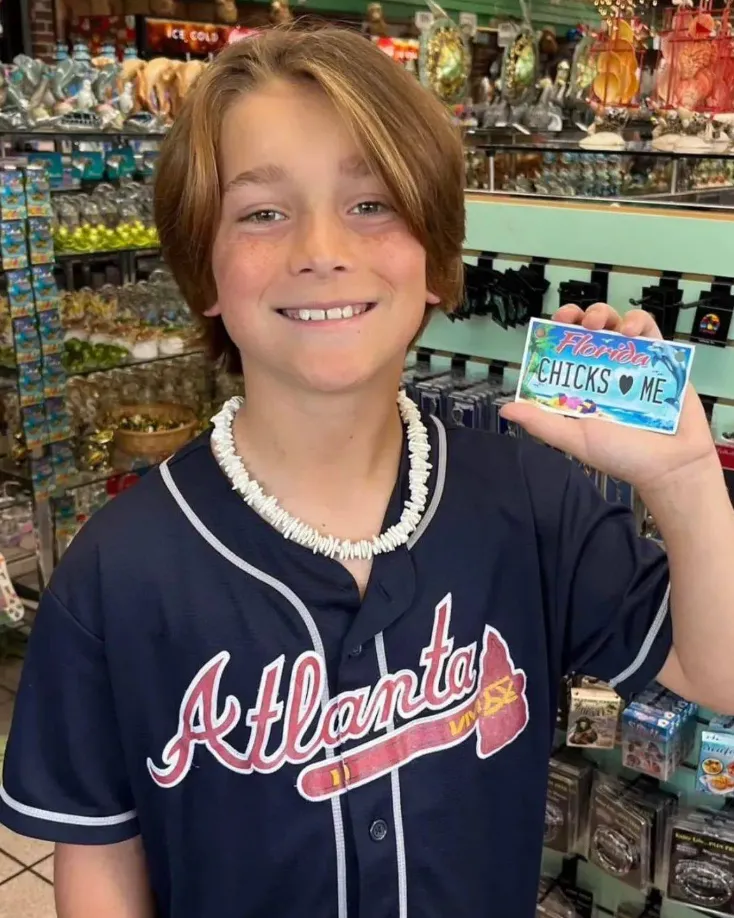 ICE COLD
Florida
CHICKS ♥ ME
Atlanta